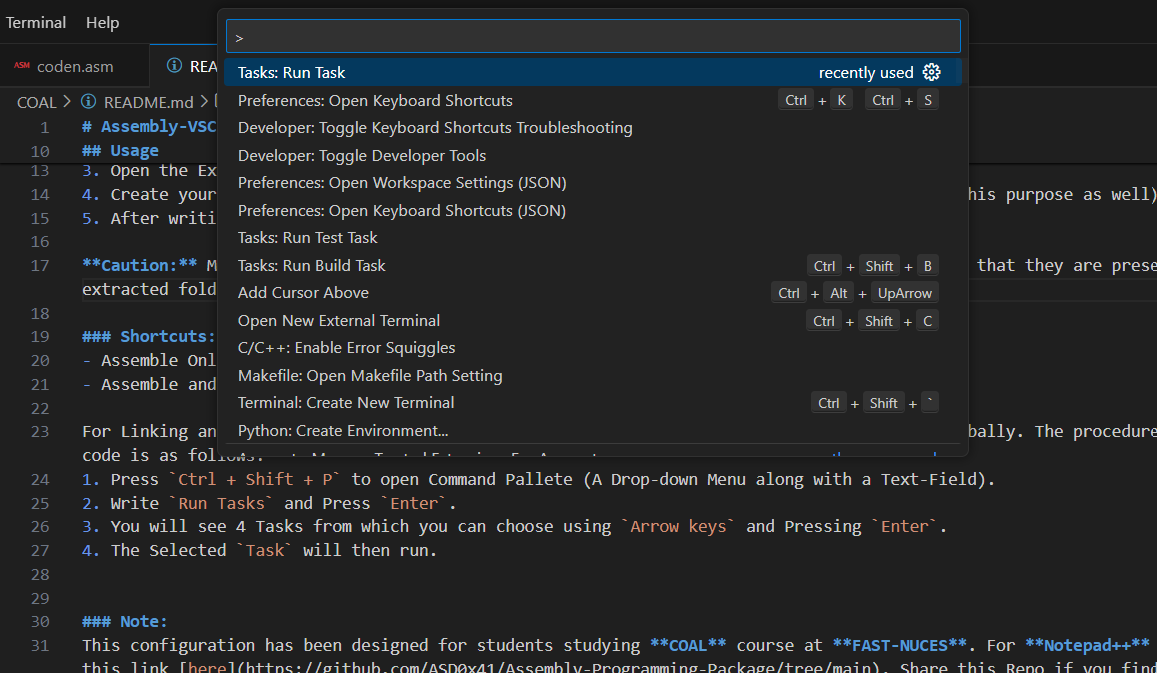 Terminal Help
>
ASM coden.asm REA
Tasks: Run Task recently used
COAL > README.md >
Preferences: Open Keyboard Shortcuts Ctrl + K Ctrl + S
Developer: Toggle Keyboard Shortcuts Troubleshooting
Developer: Toggle Developer Tools
Preferences: Open Workspace Settings (JSON)
Preferences: Open Keyboard Shortcuts (JSON)
Tasks: Run Test Task
Tasks: Run Build Task Ctrl + Shift + B
Add Cursor Above Ctrl + Alt + UpArrow
Open New External Terminal Ctrl + Shift + C
C/C++: Enable Error Squiggles
Makefile: Open Makefile Path Setting
Terminal: Create New Terminal Ctrl + Shift + `
Python: Create Environment...
1 # Assembly-VSC
10 ## Usage
13 3. Open the Ex
14 4. Create your his purpose as well)
15 5. After writi
16
17 **Caution:** M that they are prese
extracted fold
18
19 ### Shortcuts:
20 - Assemble Onl
21 - Assemble and
22
23 For Linking an bally. The procedure
code is as follows:
24 1. Press `Ctrl + Shift + P` to open Command Pallete (A Drop-down Menu along with a Text-Field).
25 2. Write `Run Tasks` and Press `Enter`.
26 3. You will see 4 Tasks from which you can choose using `Arrow keys` and Pressing `Enter`.
27 4. The Selected `Task` will then run.
28
29
30 ### Note:
31 This configuration has been designed for students studying **COAL** course at **FAST-NUCES**. For **Notepad++**
this link [here](https://github.com/ASD0x41/Assembly-Programming-Package/tree/main). Share this Repo if you find